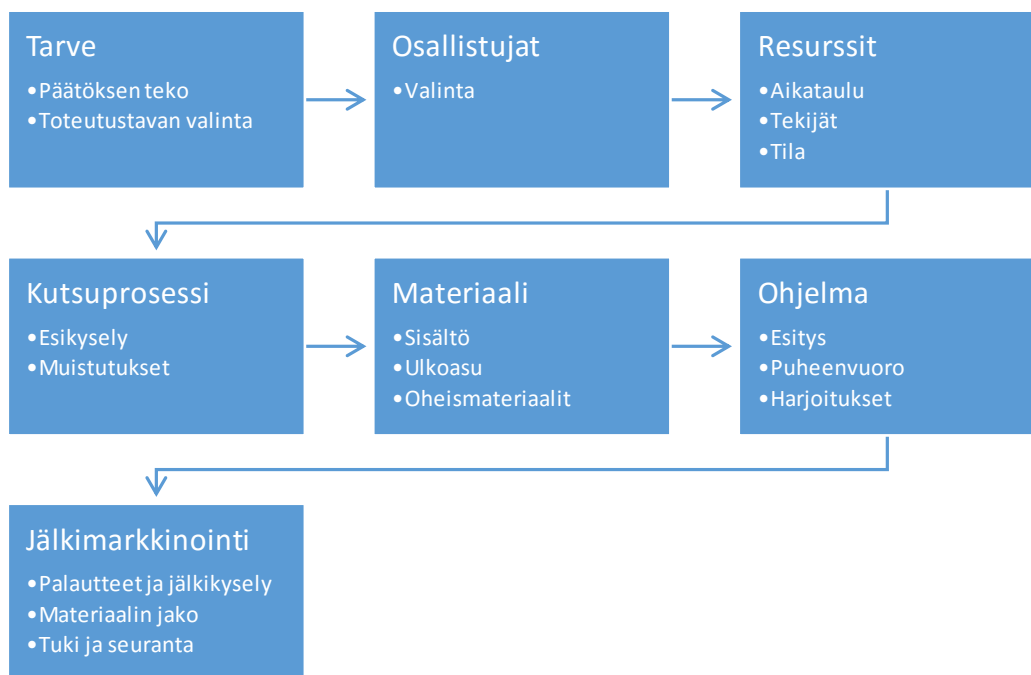 Tarve
•Päätöksen teko
•Toteutustavan valinta
Osallistujat
•Valinta
Resurssit
•Aikataulu
•Tekijät
•Tila
Kutsuprosessi
•Esikysely
•Muistutukset
Materiaali
•Sisältö
•Ulkoasu
•Oheismateriaalit
Ohjelma
•Esitys
•Puheenvuoro
•Harjoitukset
Jälkimarkkinointi
•Palautteet ja jälkikysely
•Materiaalin jako
•Tuki ja seuranta